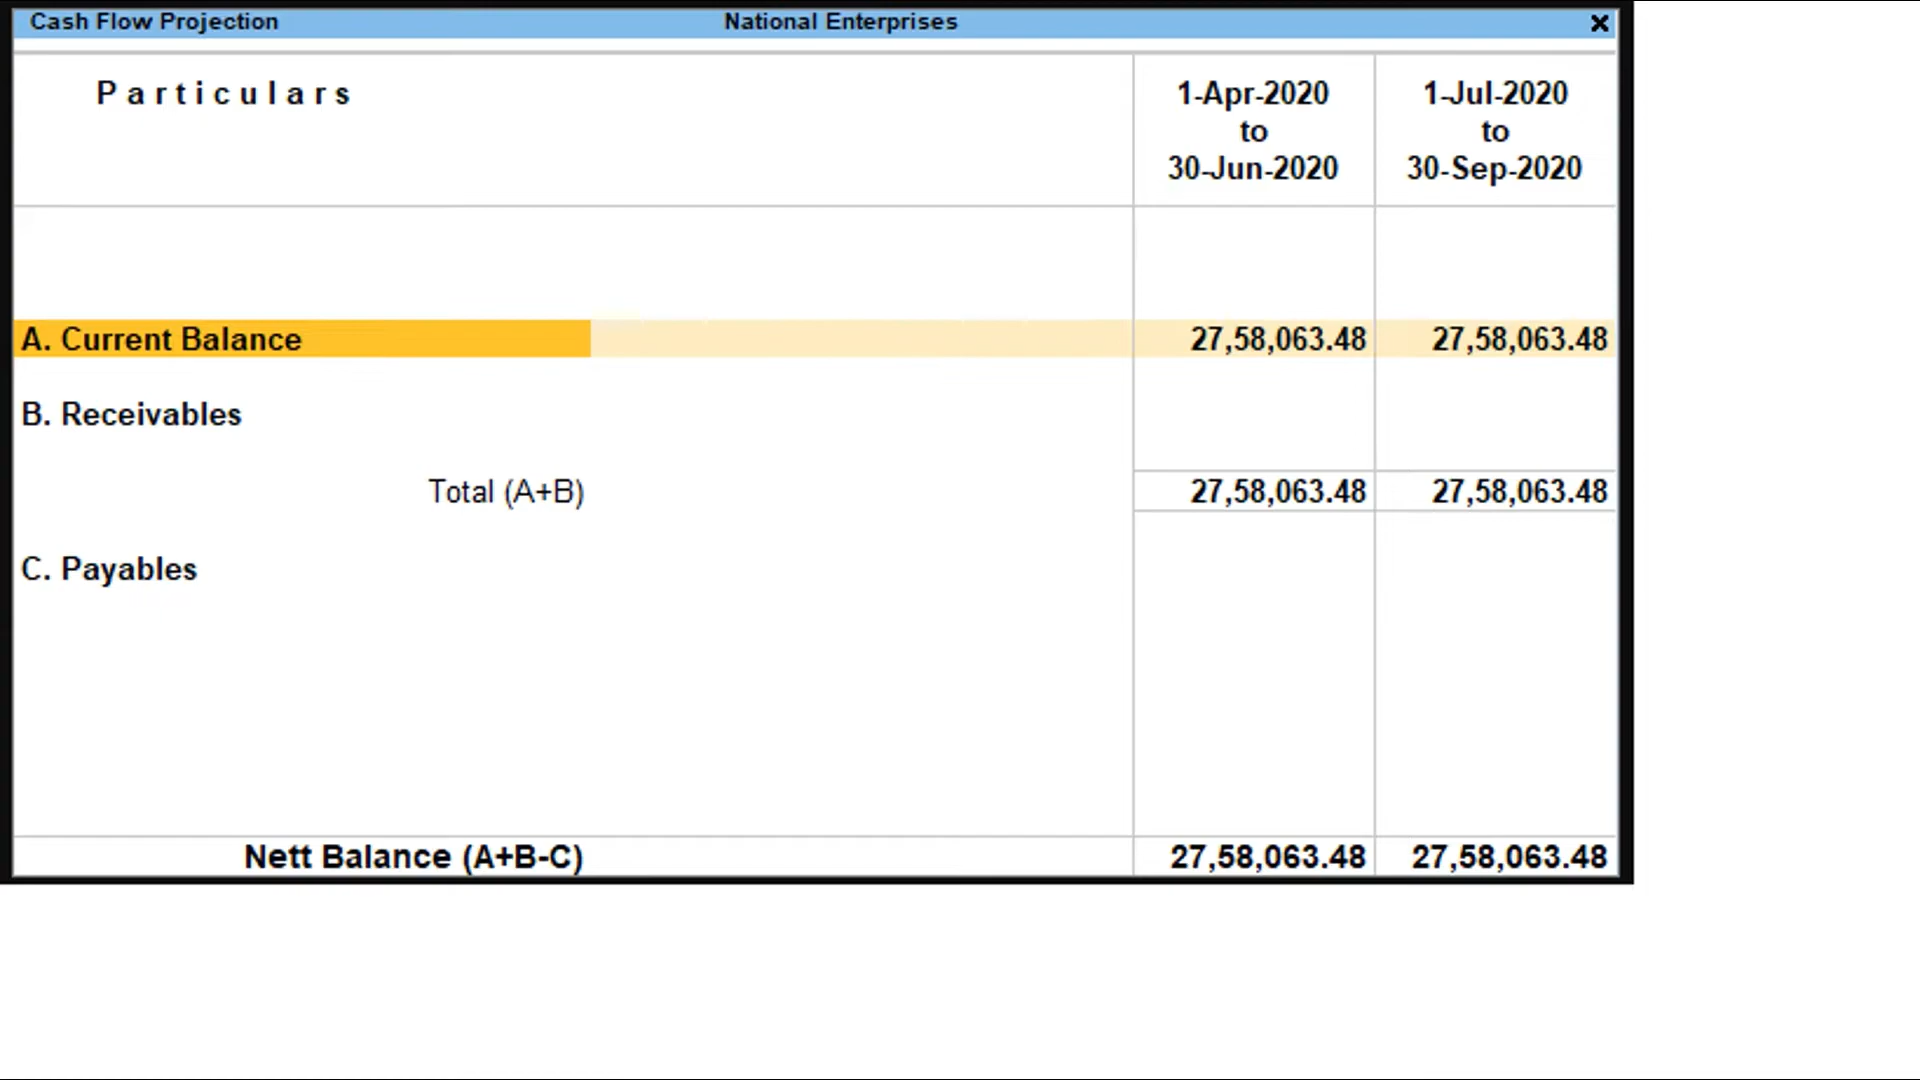 Cash Flow Projection National Enterprises ×
Particulars 1-Apr-2020 1-Jul-2020
to to
30-Jun-2020 30-Sep-2020
A. Current Balance 27,58,063.48 27,58,063.48
B. Receivables
Total (A+B) 27,58,063.48 27,58,063.48
C. Payables
Nett Balance (A+B-C) 27,58,063.48 27,58,063.48